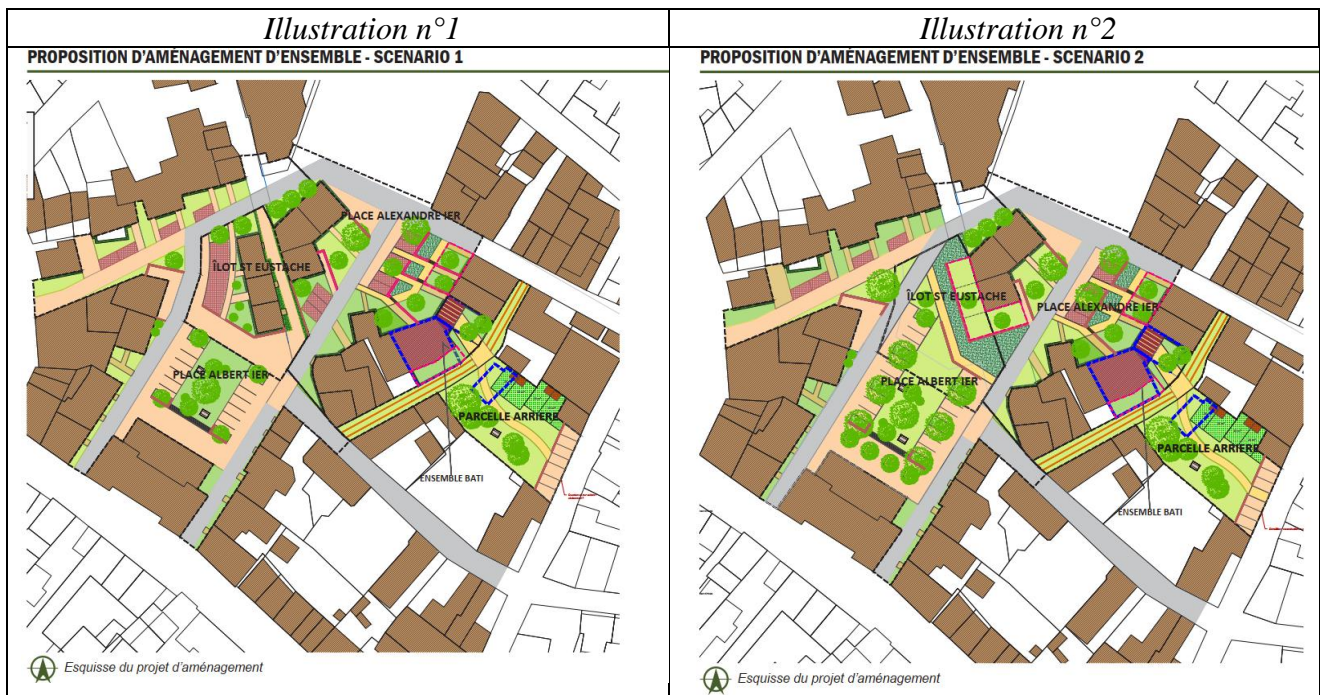 Illustration n°1
PROPOSITION D'AMÉNAGEMENT D'ENSEMBLE - SCENARIO 1
PLACE ALEXANDRE IER
ÎLOT ST EUSTACHE
PLACE ALBERT IER
PARCELLE ARRIERE
ENSEMBLE BATI
Esquisse du projet d'aménagement
Illustration n°2
PROPOSITION D'AMÉNAGEMENT D'ENSEMBLE - SCENARIO 2
ÎLOT ST EUSTACHE
PLACE ALEXANDRE IER
PLACE ALBERT IER
PARCELLE ARRIERE
ENSEMBLE BATI
Esquisse du projet d'aménagement